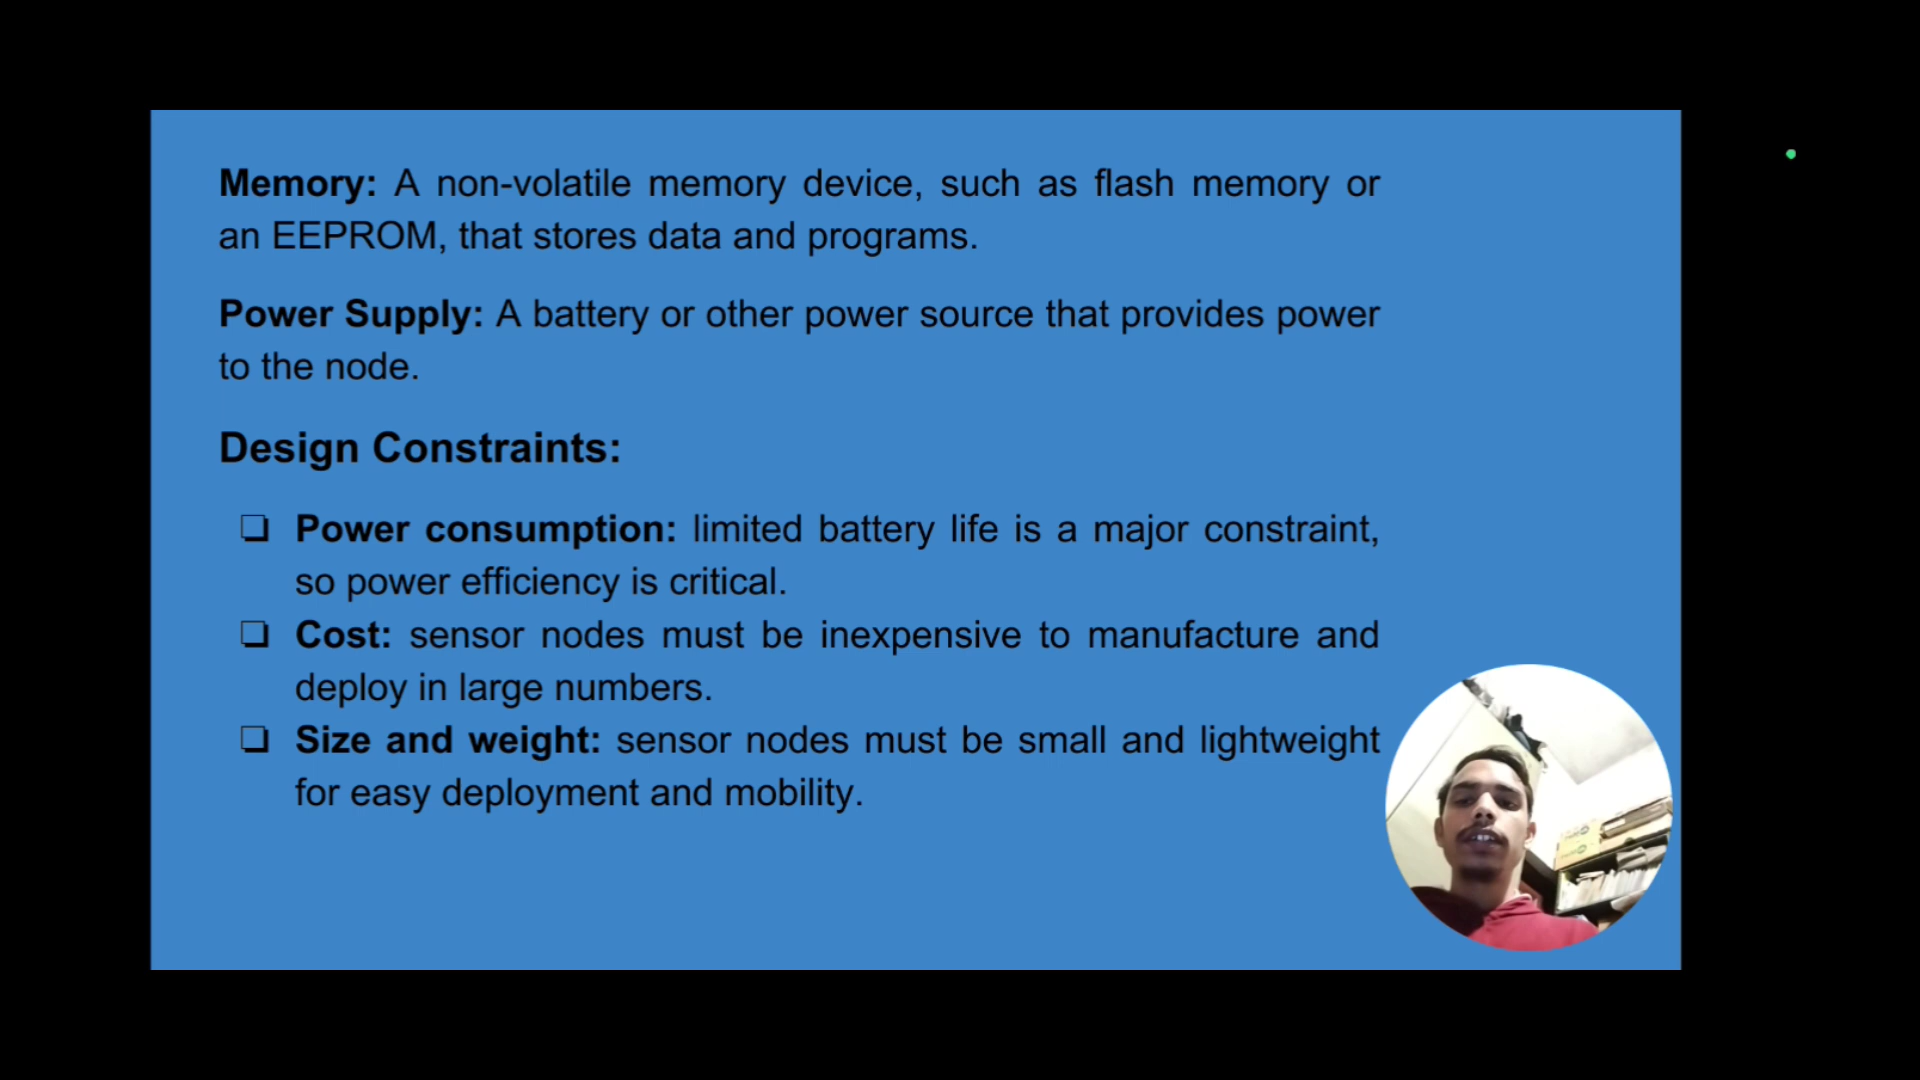 Memory: A non-volatile memory device, such as flash memory or
an EEPROM, that stores data and programs.
Power Supply: A battery or other power source that provides power
to the node.
Design Constraints:
❏ Power consumption: limited battery life is a major constraint,
so power efficiency is critical.
❏ Cost: sensor nodes must be inexpensive to manufacture and
deploy in large numbers.
❏ Size and weight: sensor nodes must be small and lightweight
for easy deployment and mobility.